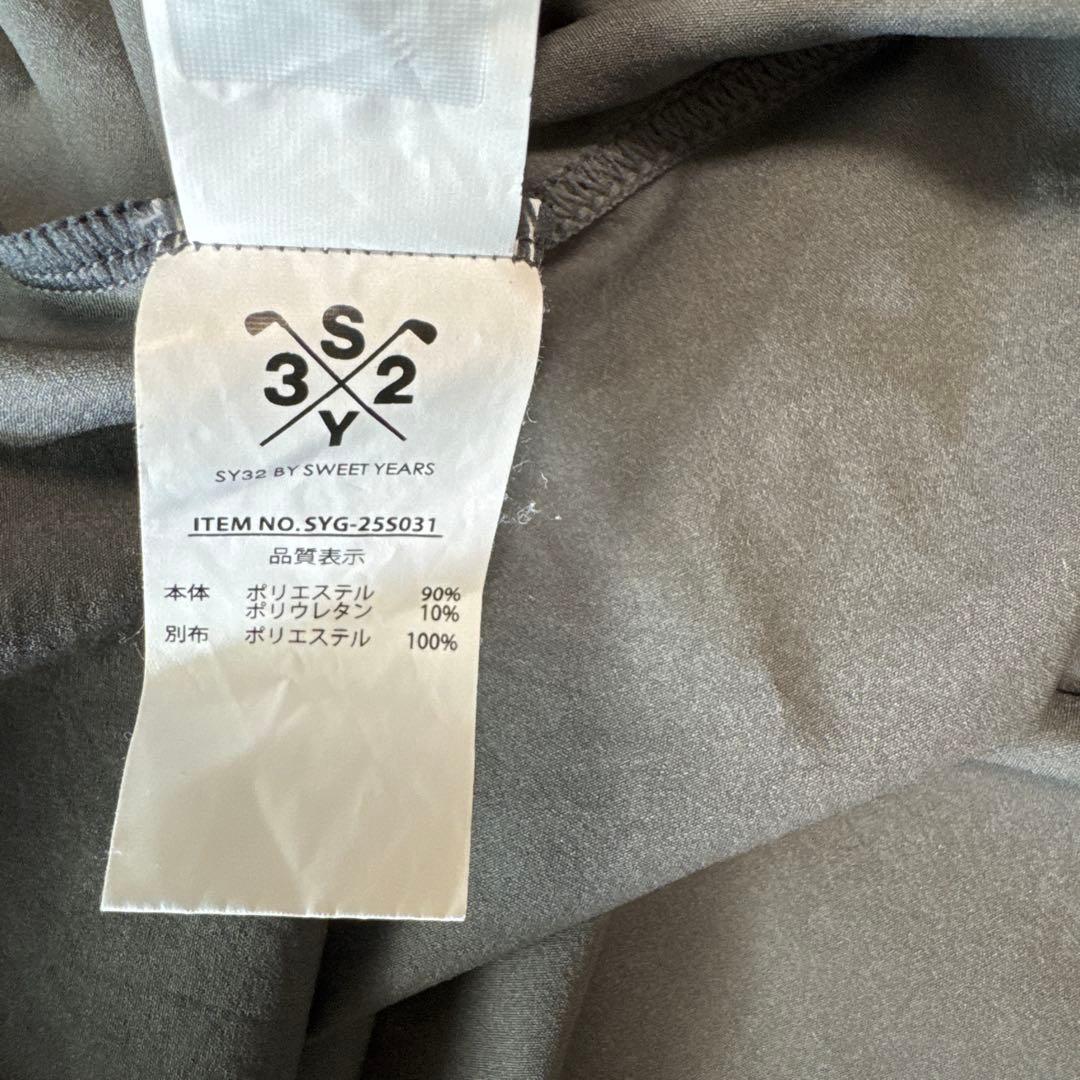 S
3 2
Y
SY32 BY SWEET YEARS
ITEM NO. SYG-25S031
品質表示
本体 ポリエステル 90%
ポリウレタン 10%
別布 ポリエステル 100%